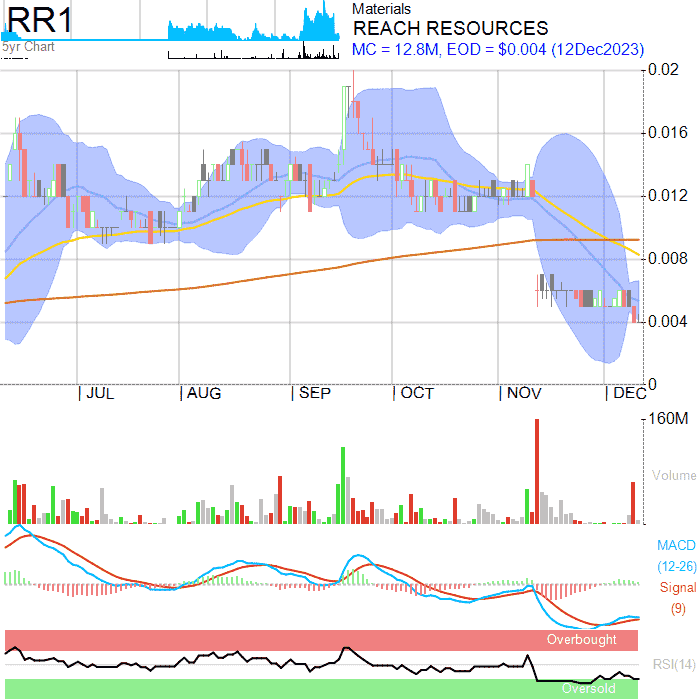 RR1
5yr Chart
Materials
REACH RESOURCES
MC = 12.8M, EOD = $0.004 (12Dec2023)
0.02
0.016
0.012
0.008
0.004
0
JUL AUG SEP OCT NOV DEC
160M
Volume
MACD
(12-26)
Signal
(9)
Overbought
RSI(14)
Oversold